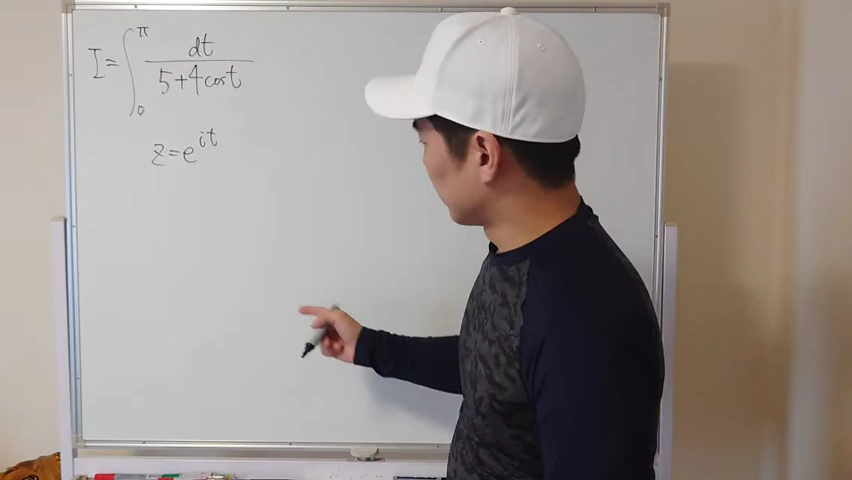 I = ∫₀^π dt / (5+4cost)
z = e^{it}